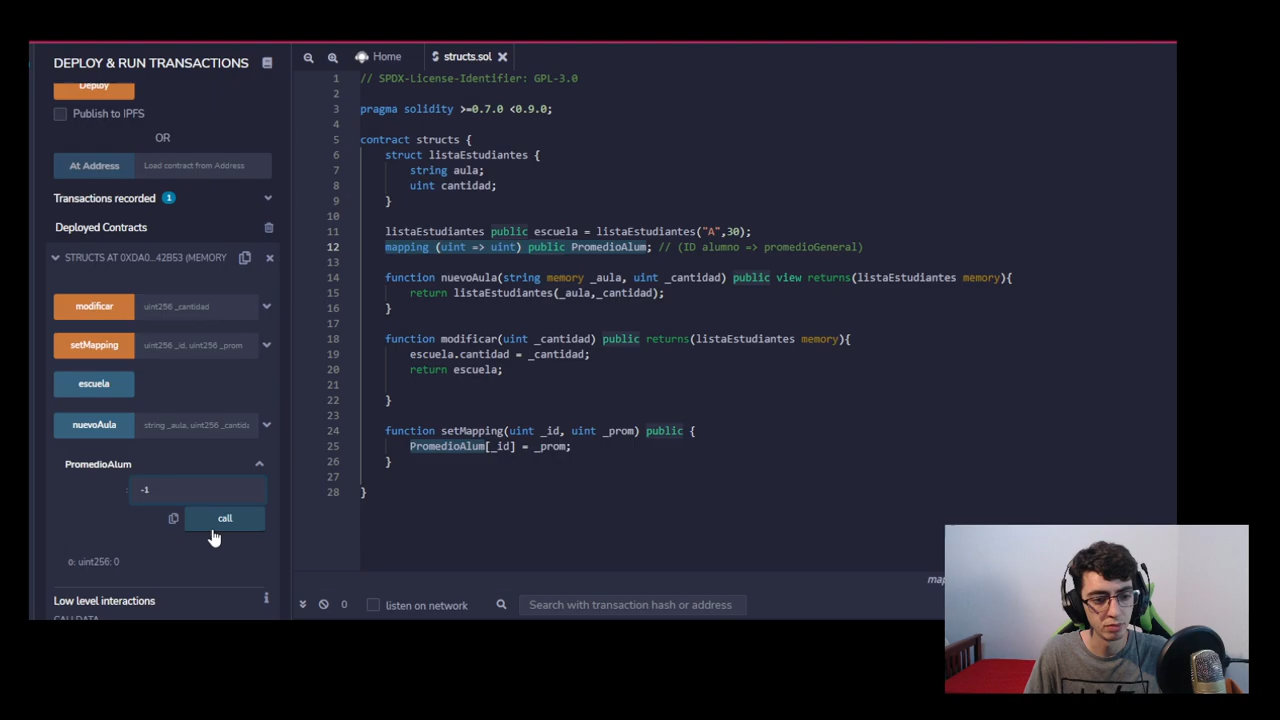 DEPLOY & RUN TRANSACTIONS
Deploy
Publish to IPFS
OR
At Address
Load contract from Address
Transactions recorded 1
Deployed Contracts
STRUCTS AT 0XDA0...42B53 (MEMORY
modificar
uint256 _cantidad
setMapping
uint256 _id, uint256 _prom
escuela
nuevoAula
string _aula, uint256 _cantida
PromedioAlum
: -1
call
0: uint256: 0
Low level interactions
i
CALLDATA
Home
structs.sol
1 // SPDX-License-Identifier: GPL-3.0
2
3 pragma solidity >=0.7.0 <0.9.0;
4
5 contract structs {
6 struct listaEstudiantes {
7 string aula;
8 uint cantidad;
9 }
10
11 listaEstudiantes public escuela = listaEstudiantes("A",30);
12 mapping (uint => uint) public PromedioAlum; // (ID alumno => promedioGeneral)
13
14 function nuevoAula(string memory _aula, uint _cantidad) public view returns(listaEstudiantes memory){
15 return listaEstudiantes(_aula,_cantidad);
16 }
17
18 function modificar(uint _cantidad) public returns(listaEstudiantes memory){
19 escuela.cantidad = _cantidad;
20 return escuela;
21
22 }
23
24 function setMapping(uint _id, uint _prom) public {
25 PromedioAlum[_id] = _prom;
26 }
27
28 }
map
0
listen on network
Search with transaction hash or address